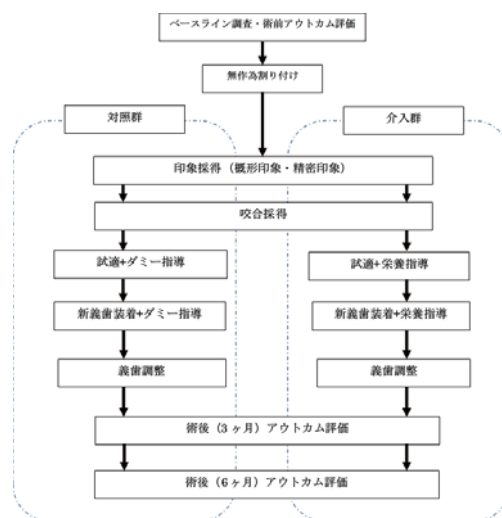 ベースライン調査・術前アウトカム評価
無作為割り付け
対照群
介入群
印象採得（概形印象・精密印象）
咬合採得
試適+ダミー指導
試適+栄養指導
新義歯装着+ダミー指導
新義歯装着+栄養指導
義歯調整
義歯調整
術後（3ヶ月）アウトカム評価
術後（6ヶ月）アウトカム評価